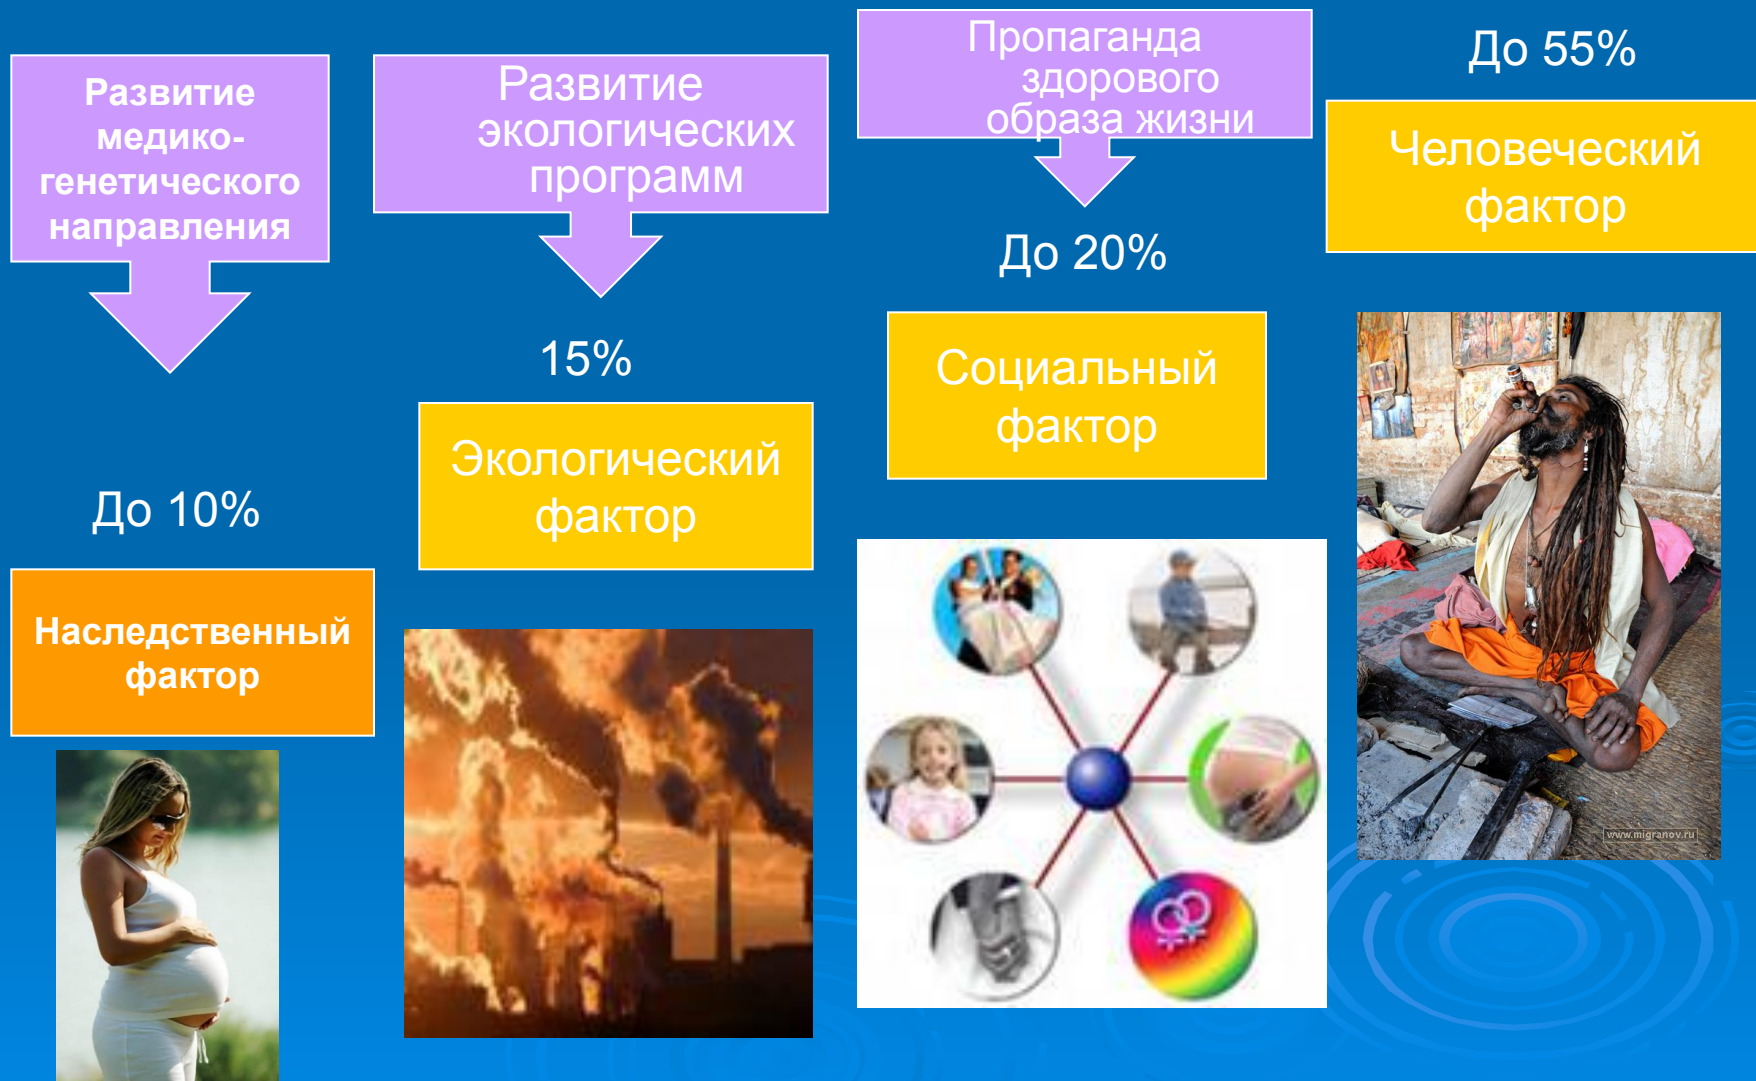 Развитие
медико-
генетического
направления
До 10%
Наследственный
фактор
Развитие
экологических
программ
15%
Экологический
фактор
Пропаганда
здорового
образа жизни
До 20%
Социальный
фактор
До 55%
Человеческий
фактор
www.migranov.ru